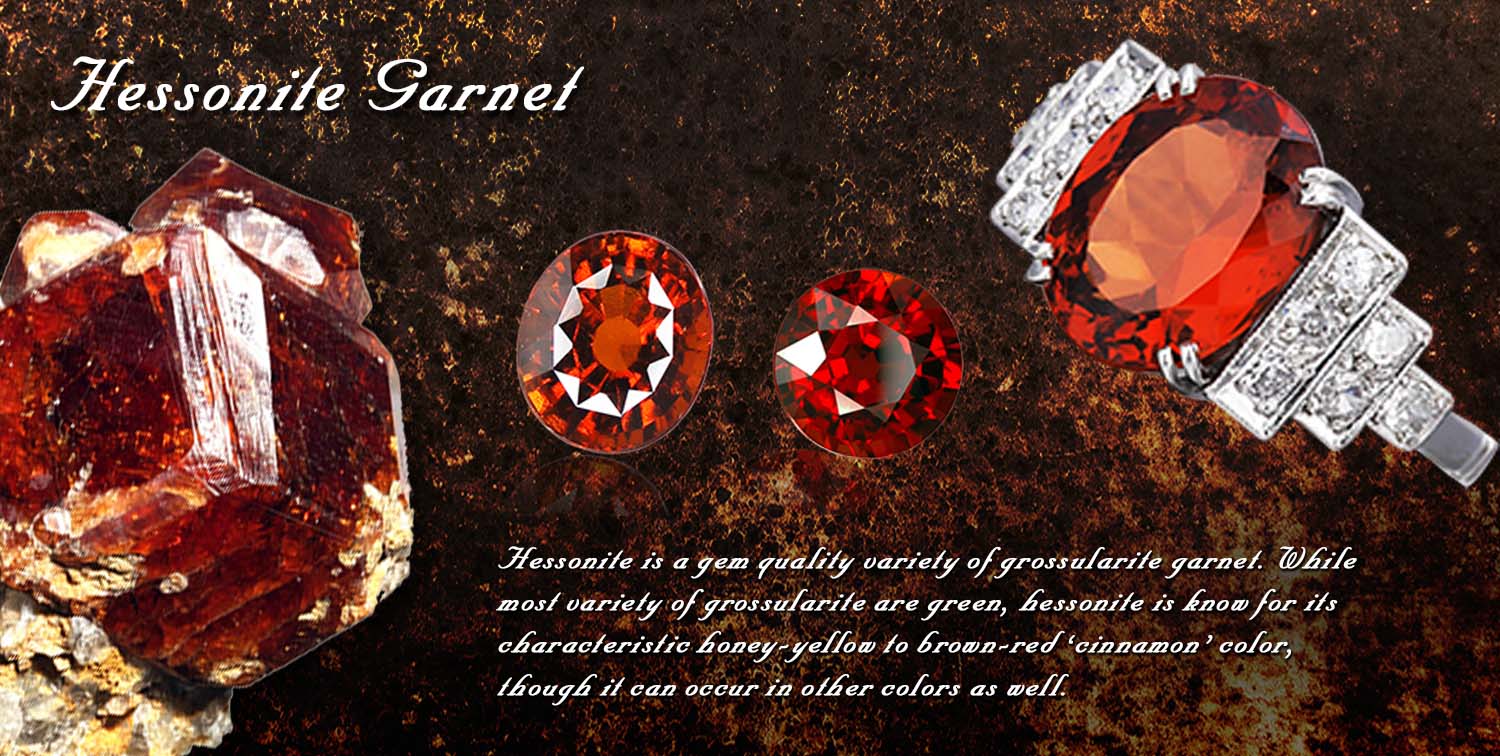 Hessonite Garnet
Hessonite is a gem quality variety of grossularite garnet. While
most variety of grossularite are green, hessonite is know for its
characteristic honey-yellow to brown-red ‘cinnamon’ color,
though it can occur in other colors as well.